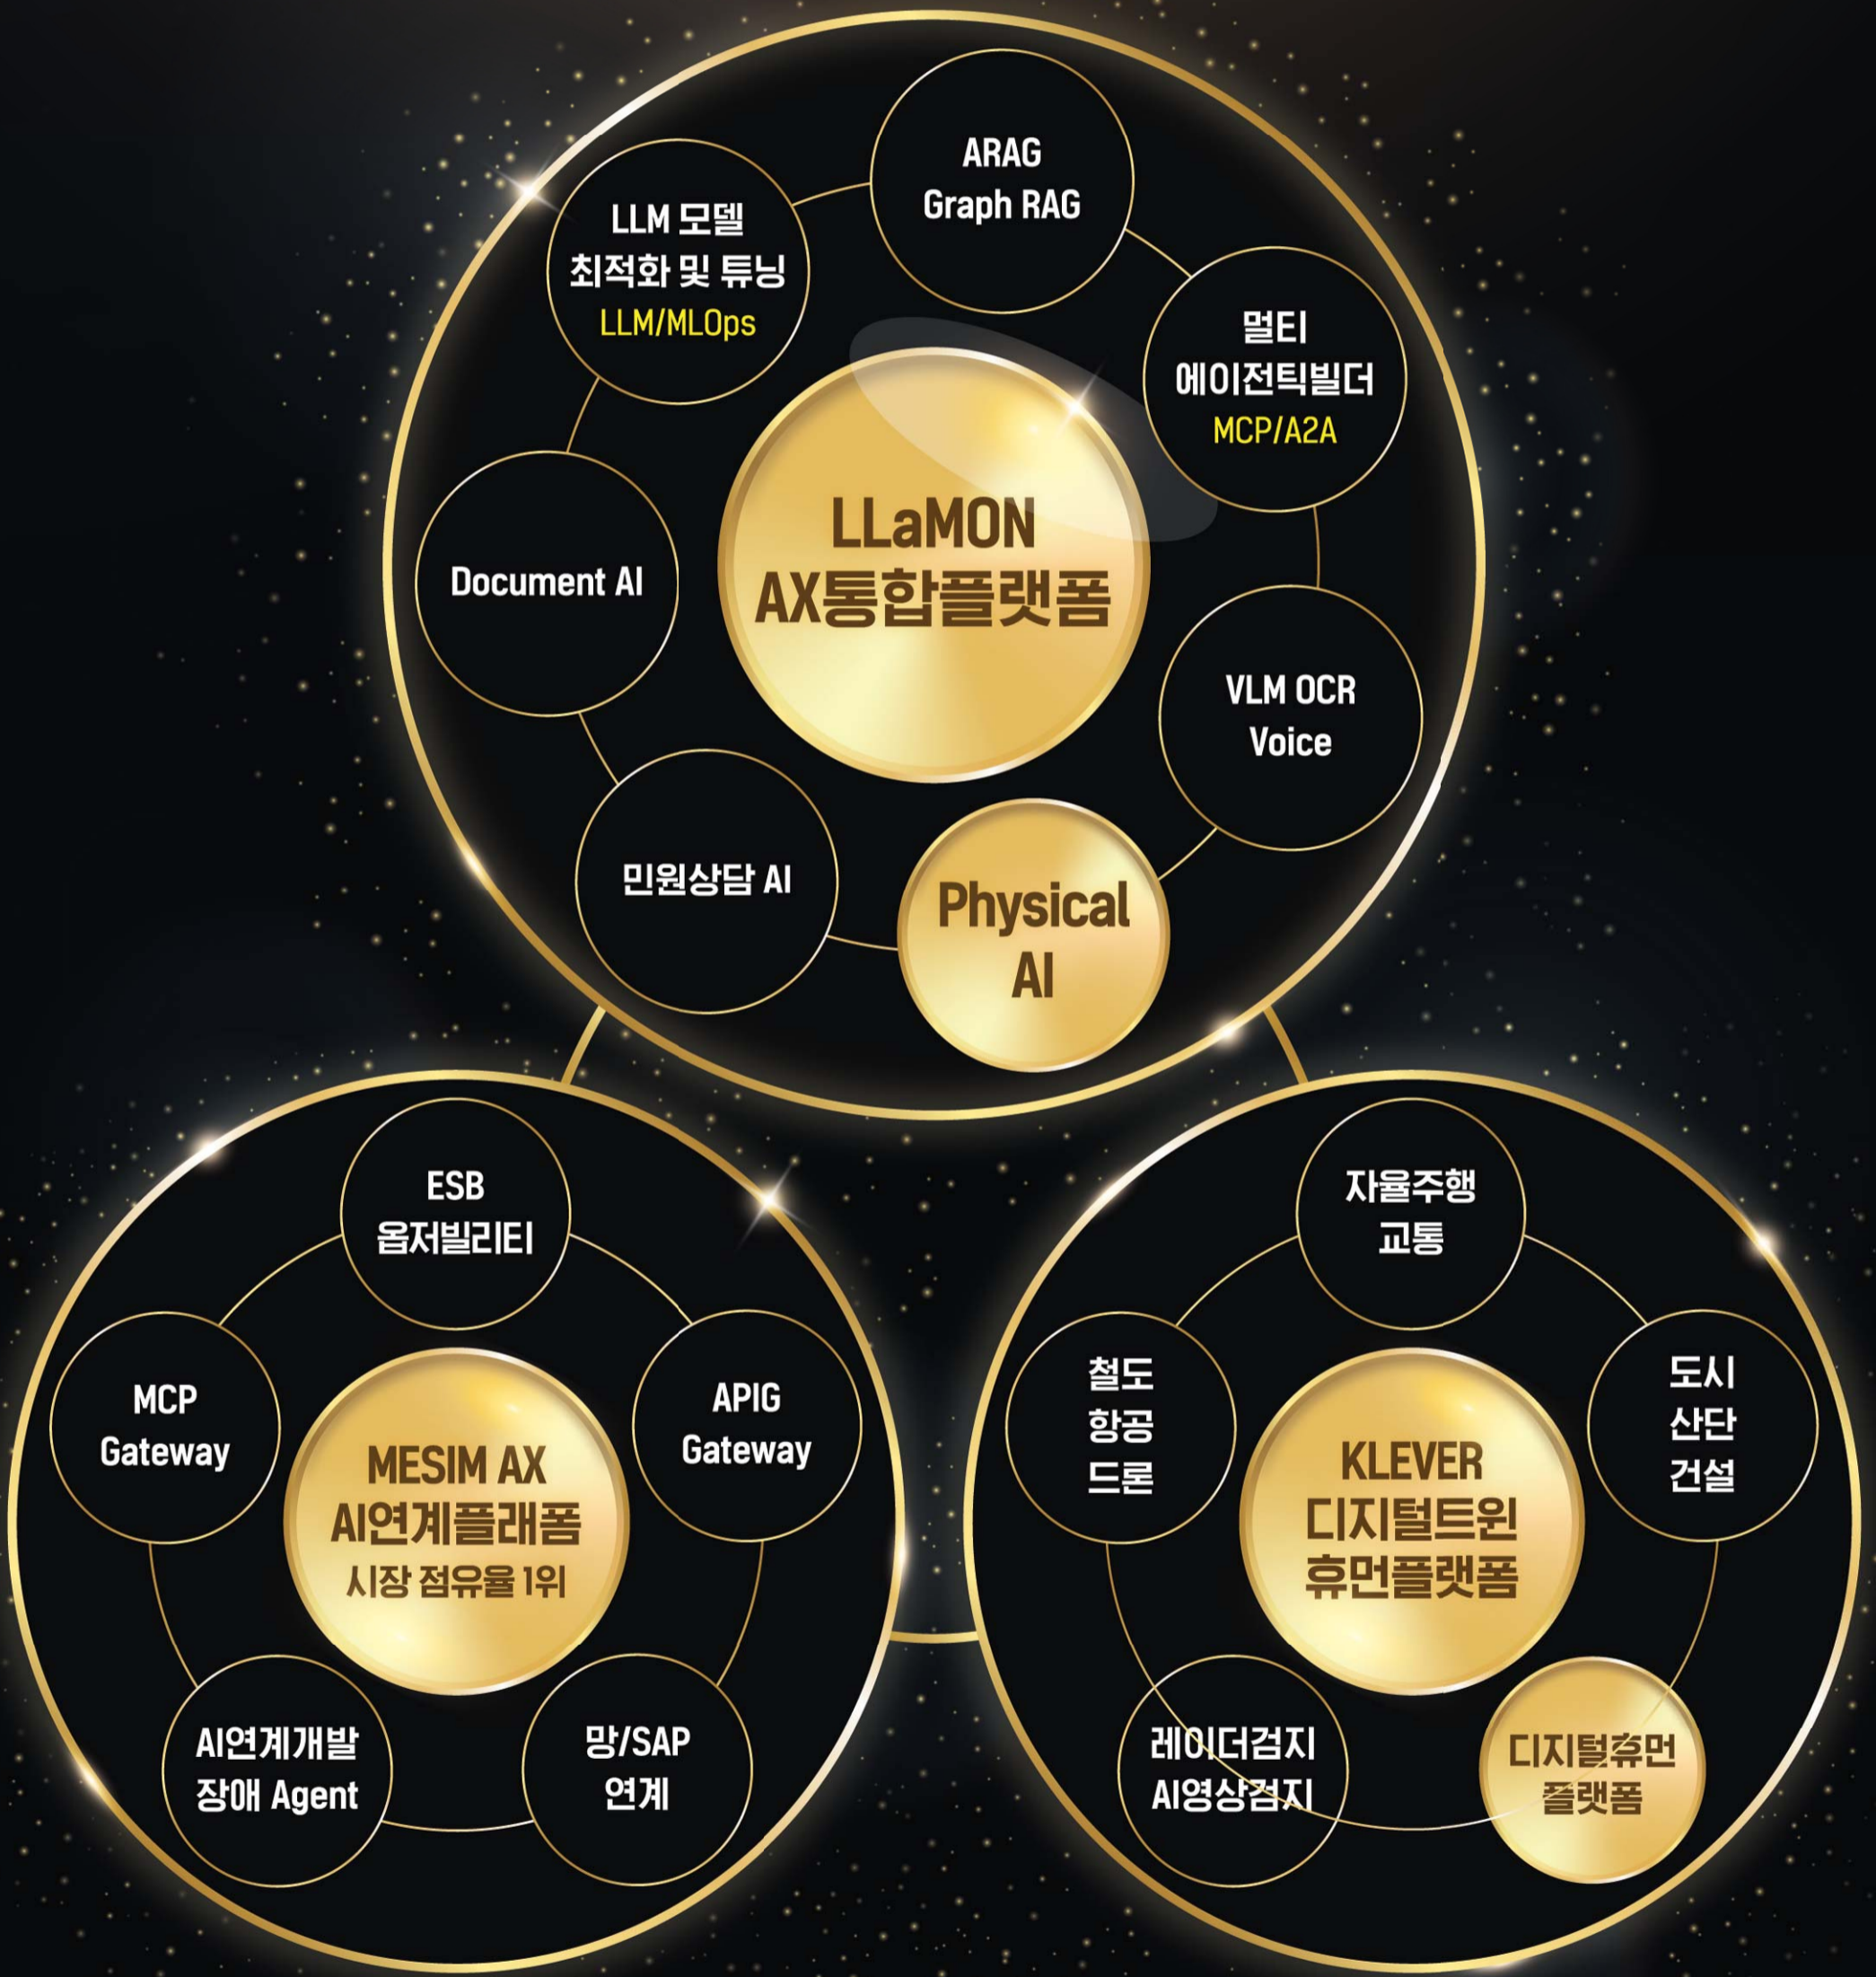 ARAG
Graph RAG
LLM 모델
최적화 및 튜닝
LLM/MLOps
멀티
에이전틱빌더
MCP/A2A
LLaMON
AX통합플랫폼
Document AI
VLM OCR
Voice
민원상담 AI
Physical
AI
ESB
옵저빌리티
MCP
Gateway
APIG
Gateway
MESIM AX
AI연계플래폼
시장 점유율 1위
AI연계개발
장애 Agent
망/SAP
연계
자율주행
교통
철도
항공
드론
도시
산단
건설
KLEVER
디지털트윈
휴먼플랫폼
레이더검지
AI영상검지
디지털휴먼
플랫폼